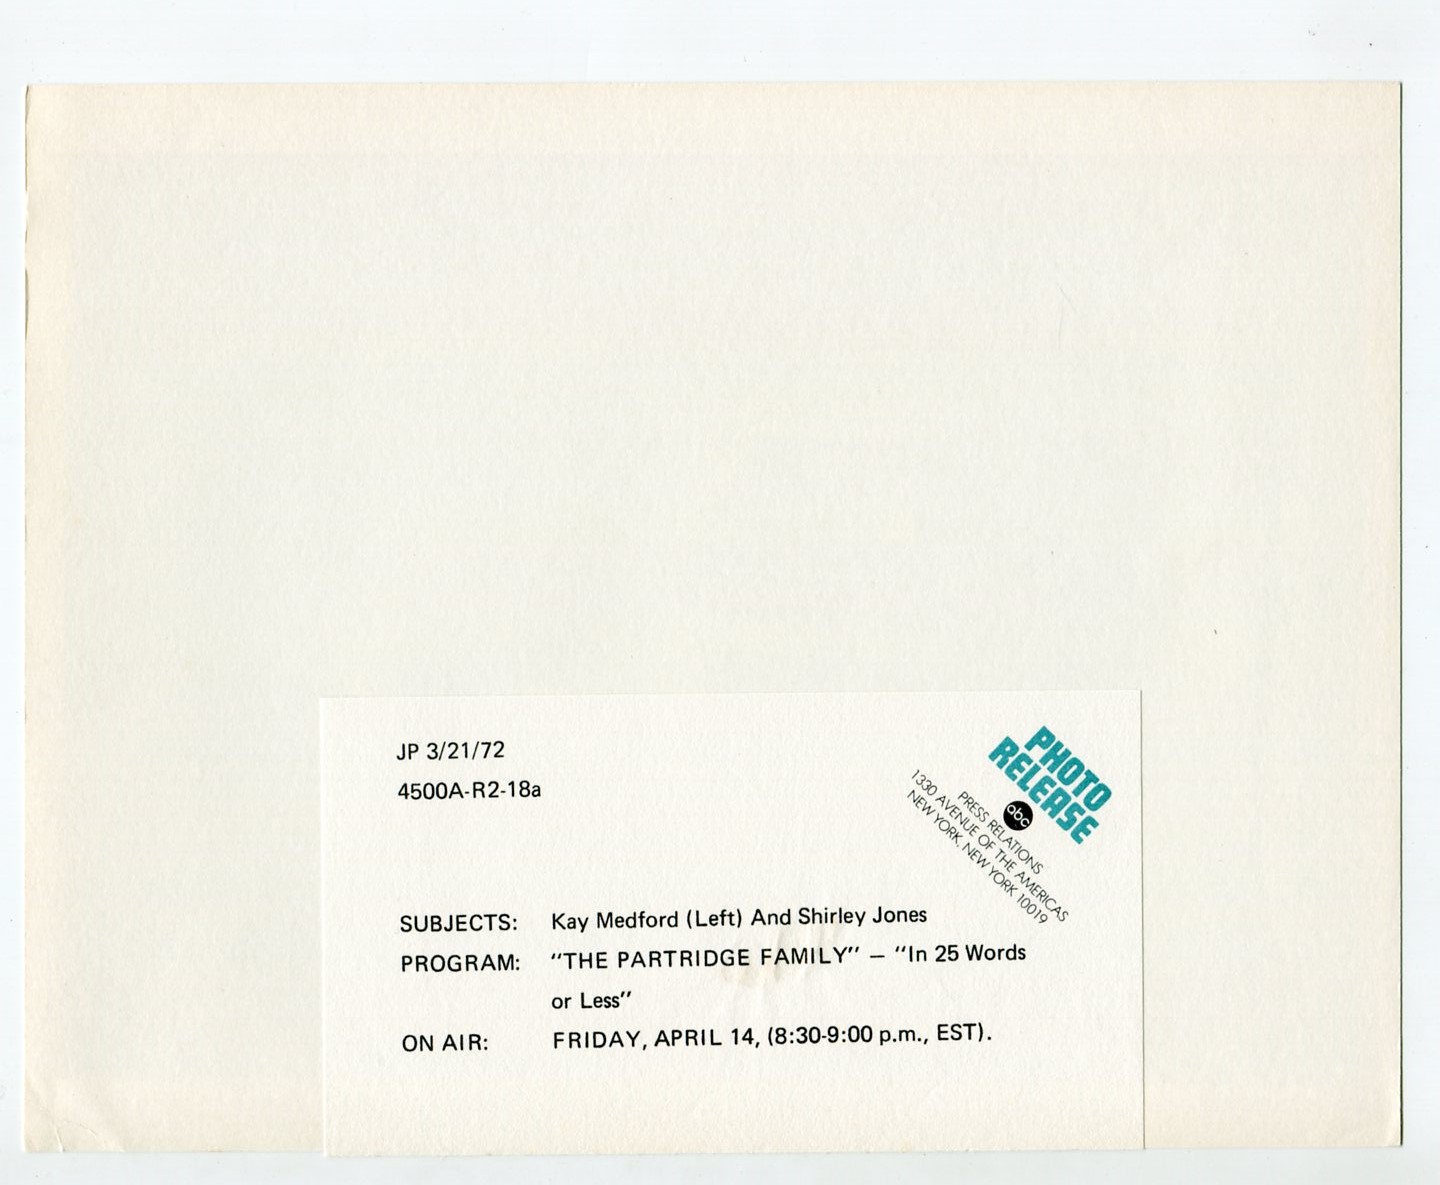 JP 3/21/72
4500A-R2-18a
PHOTO
RELEASE
abc
PRESS RELATIONS
1330 AVENUE OF THE AMERICAS
NEW YORK, NEW YORK 10019
SUBJECTS: Kay Medford (Left) And Shirley Jones
PROGRAM: "THE PARTRIDGE FAMILY" – "In 25 Words
or Less"
ON AIR: FRIDAY, APRIL 14, (8:30-9:00 p.m., EST).